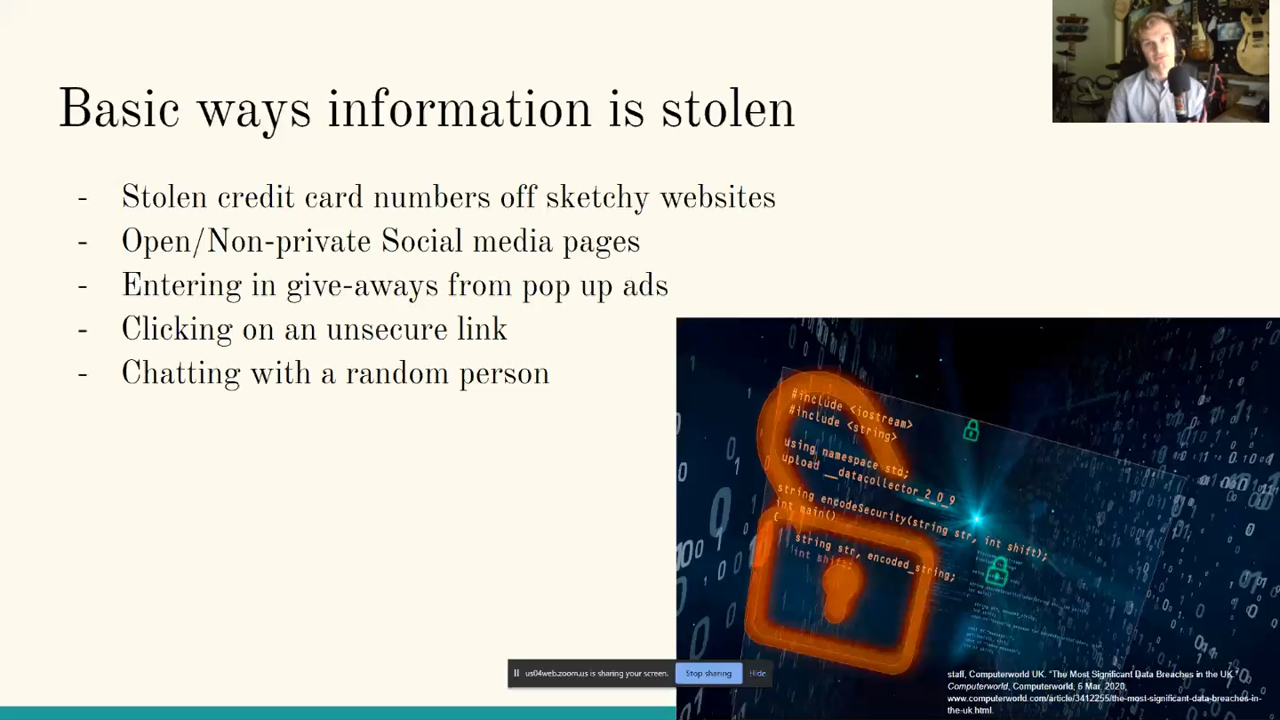 Basic ways information is stolen
- Stolen credit card numbers off sketchy websites
- Open/Non-private Social media pages
- Entering in give-aways from pop up ads
- Clicking on an unsecure link
- Chatting with a random person
#include <iostream>
#include <string>
using namespace std;
upload __datacollector_2_0_9
string encodeSecurity(string str, int shift);
int main()
{
string str, encoded_string;
int shift;
us04web.zoom.us is sharing your screen. Stop sharing Hide
staff, Computerworld UK. "The Most Significant Data Breaches in the UK."
Computerworld, Computerworld, 6 Mar. 2020,
www.computerworld.com/article/3412255/the-most-significant-data-breaches-in-
the-uk.html.